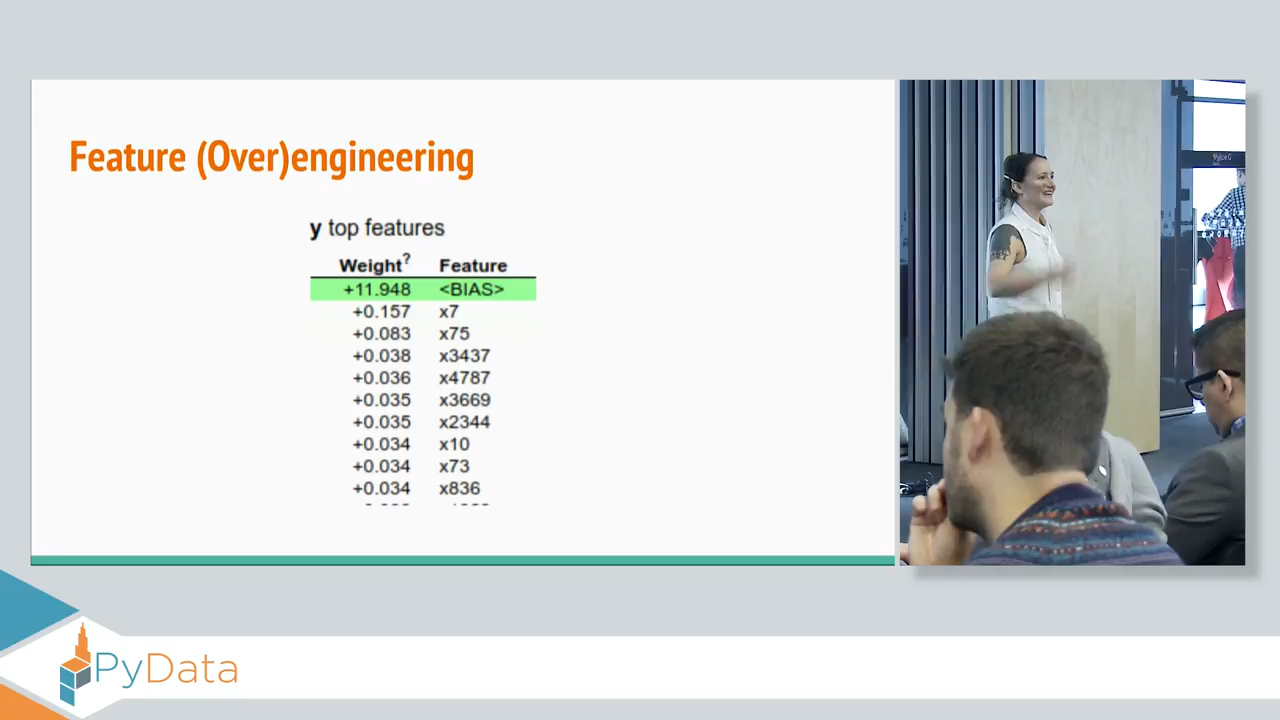 Feature (Over)engineering
y top features
Weight? Feature
+11.948 <BIAS>
+0.157 x7
+0.083 x75
+0.038 x3437
+0.036 x4787
+0.035 x3669
+0.035 x2344
+0.034 x10
+0.034 x73
+0.034 x836
PyData